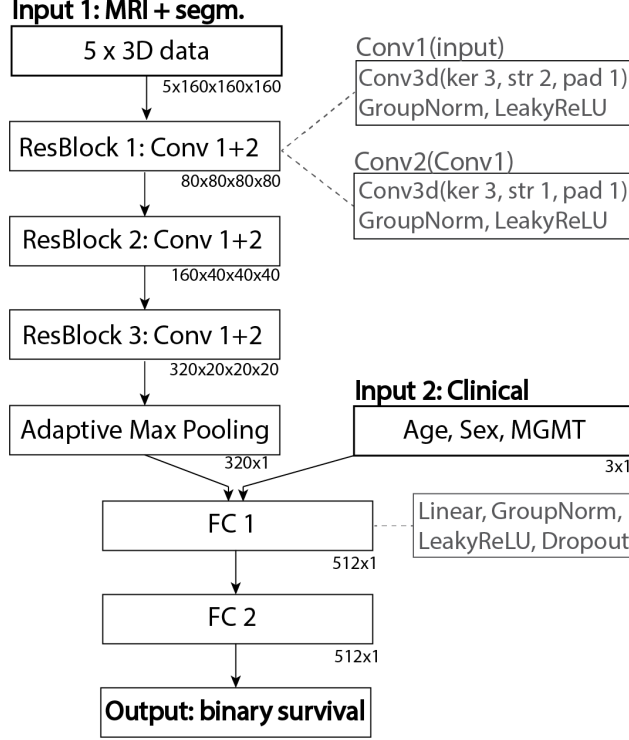 Input 1: MRI + segm.
5 x 3D data
5x160x160x160
Conv1(input)
Conv3d(ker 3, str 2, pad 1)
GroupNorm, LeakyReLU
ResBlock 1: Conv 1+2
80x80x80x80
Conv2(Conv1)
Conv3d(ker 3, str 1, pad 1)
GroupNorm, LeakyReLU
ResBlock 2: Conv 1+2
160x40x40x40
ResBlock 3: Conv 1+2
320x20x20x20
Input 2: Clinical
Adaptive Max Pooling
320x1
Age, Sex, MGMT
3x1
FC 1
512x1
Linear, GroupNorm,
LeakyReLU, Dropout
FC 2
512x1
Output: binary survival